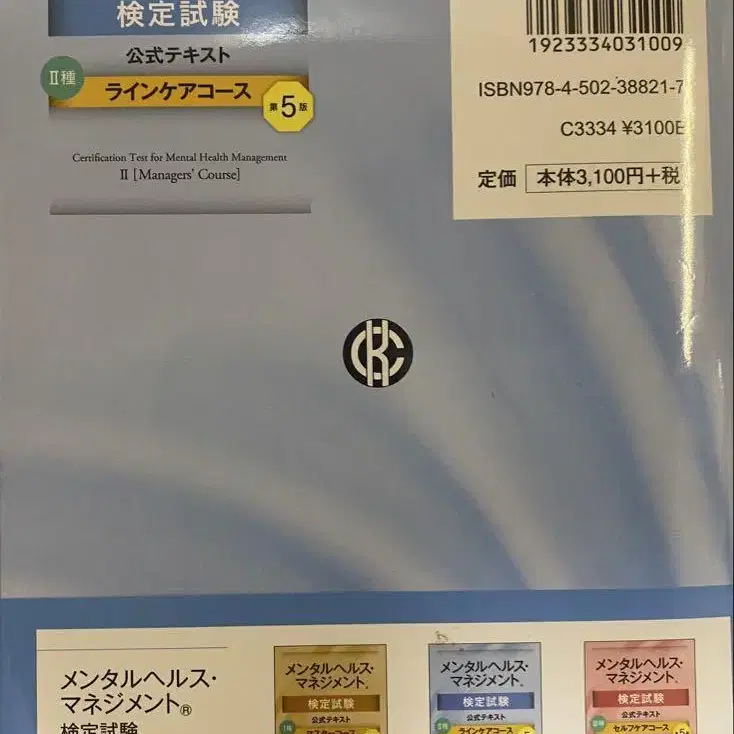 検定試験
公式テキスト
Ⅱ種
ラインケアコース
第5版
Certification Test for Mental Health Management
Ⅱ [Managers' Course]
1923334031009
ISBN978-4-502-38821-7
C3334 ¥3100E
定価 本体3,100円+税
メンタルヘルス・
マネジメント®
検定試験
メンタルヘルス・
マネジメント
検定試験
公式テキスト
マスターコース
メンタルヘルス・
マネジメント
検定試験
公式テキスト
ラインケアコース
メンタルヘルス・
マネジメント
検定試験
公式テキスト
セルフケアコース